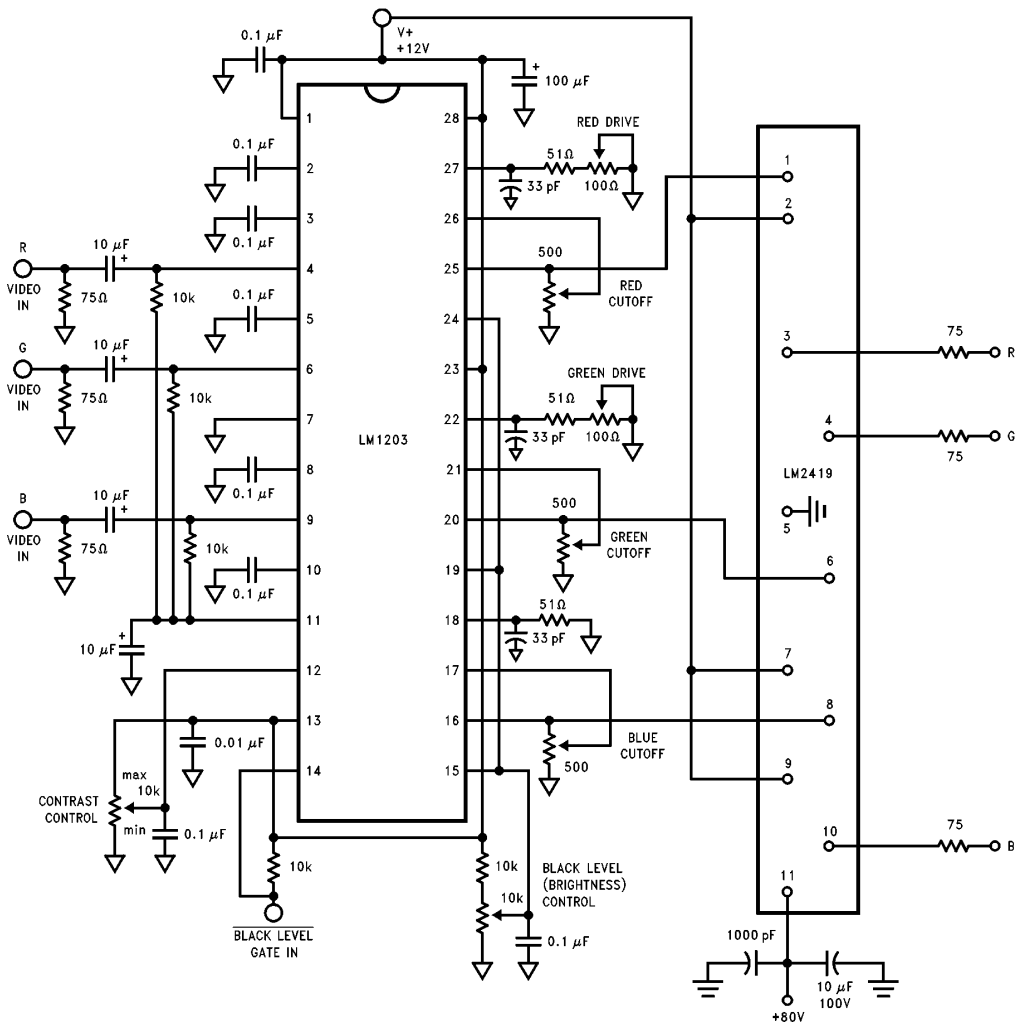 V+
+12V
0.1 μF
+
100 μF
1
28
RED DRIVE
0.1 μF
2
27
51Ω
33 pF
100Ω
1
2
3
0.1 μF
26
R
VIDEO
IN
10 μF
+
75Ω
10k
4
25
500
RED
CUTOFF
0.1 μF
5
24
3
75
R
G
VIDEO
IN
10 μF
+
75Ω
10k
6
23
GREEN DRIVE
51Ω
33 pF
100Ω
7
LM1203
22
4
75
G
8
0.1 μF
21
LM2419
5
B
VIDEO
IN
10 μF
+
75Ω
10k
9
20
500
GREEN
CUTOFF
6
10
0.1 μF
19
+
10 μF
11
18
51Ω
33 pF
12
17
7
13
0.01 μF
16
BLUE
CUTOFF
500
8
14
15
9
CONTRAST
CONTROL
max
10k
min
0.1 μF
10k
BLACK LEVEL
GATE IN
10k
10k
BLACK LEVEL
(BRIGHTNESS)
CONTROL
0.1 μF
10
75
B
11
1000 pF
10 μF
100V
+80V